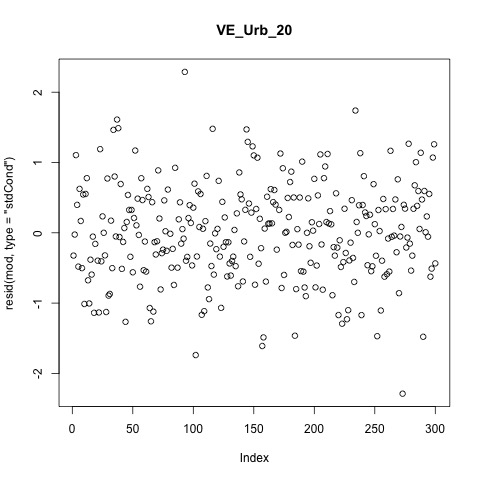 VE_Urb_20
resid(mod, type = "stdCond")
2
1
0
-1
-2
0 50 100 150 200 250 300
Index